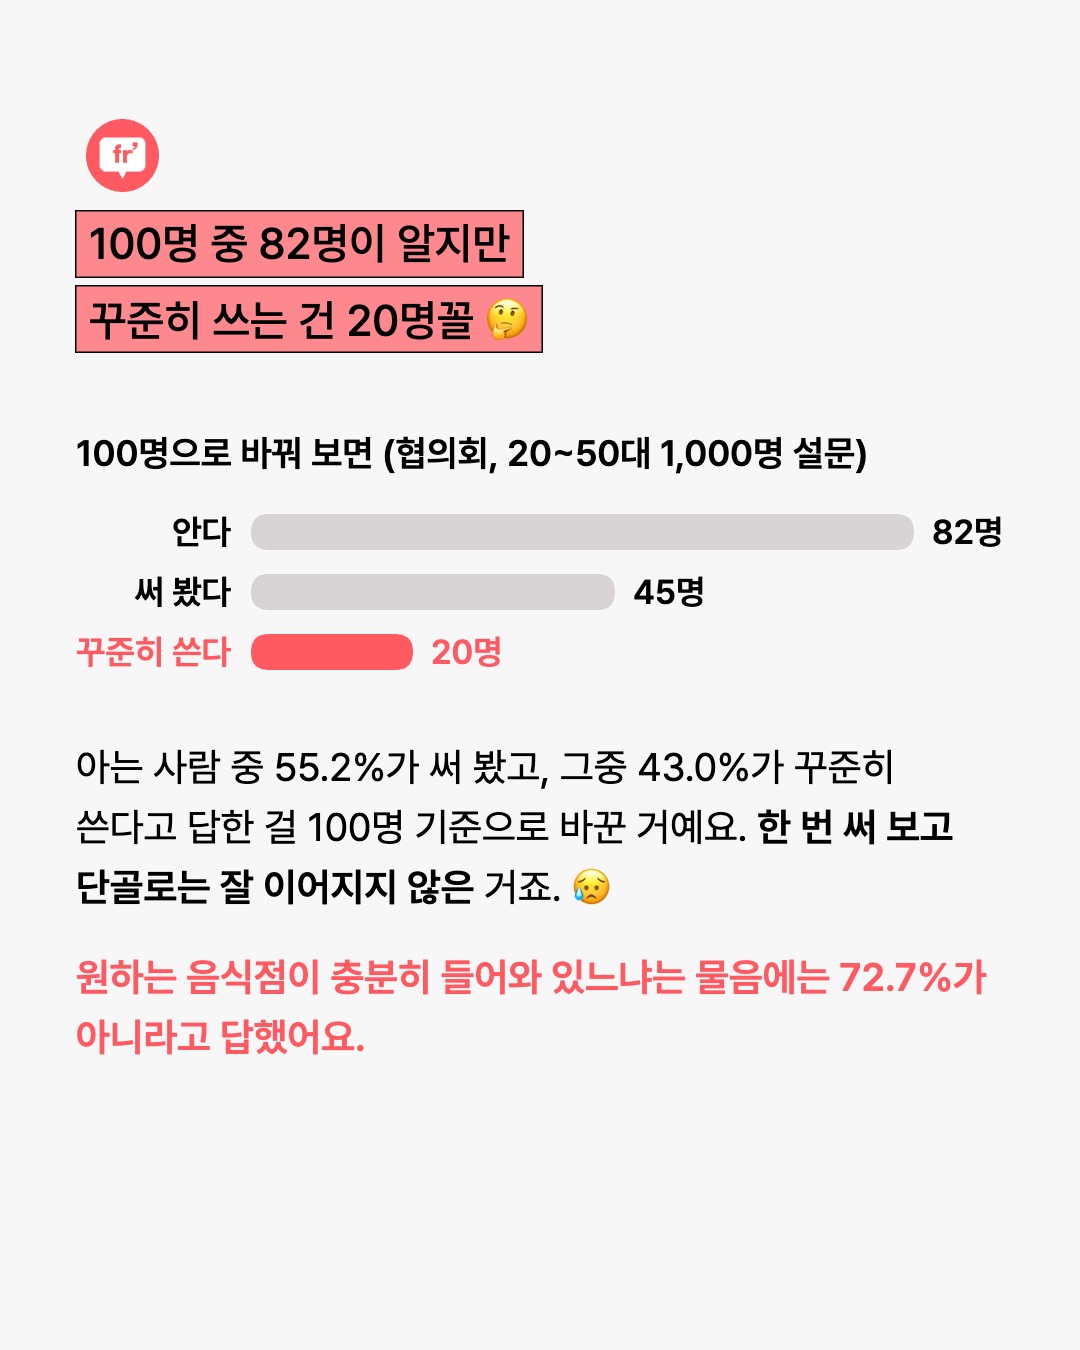 fr'
100명 중 82명이 알지만
꾸준히 쓰는 건 20명꼴 🤔
100명으로 바꿔 보면 (협의회, 20~50대 1,000명 설문)
안다 82명
써 봤다 45명
꾸준히 쓴다 20명
아는 사람 중 55.2%가 써 봤고, 그중 43.0%가 꾸준히
쓴다고 답한 걸 100명 기준으로 바꾼 거예요. 한 번 써 보고
단골로는 잘 이어지지 않은 거죠. 😥
원하는 음식점이 충분히 들어와 있느냐는 물음에는 72.7%가
아니라고 답했어요.